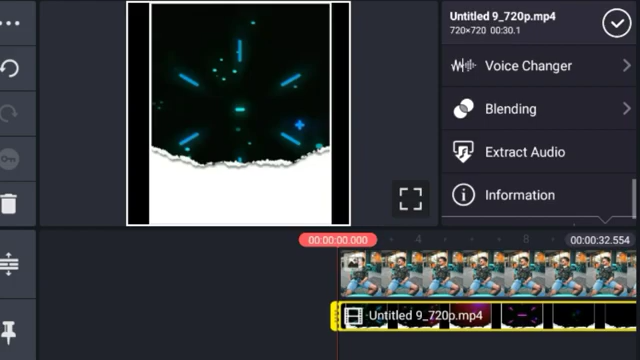 Untitled 9_720p.mp4
720×720 00:30.1
Voice Changer
Blending
Extract Audio
Information
00:00:00.000
4
8
00:00:32.554
Untitled 9_720p.mp4